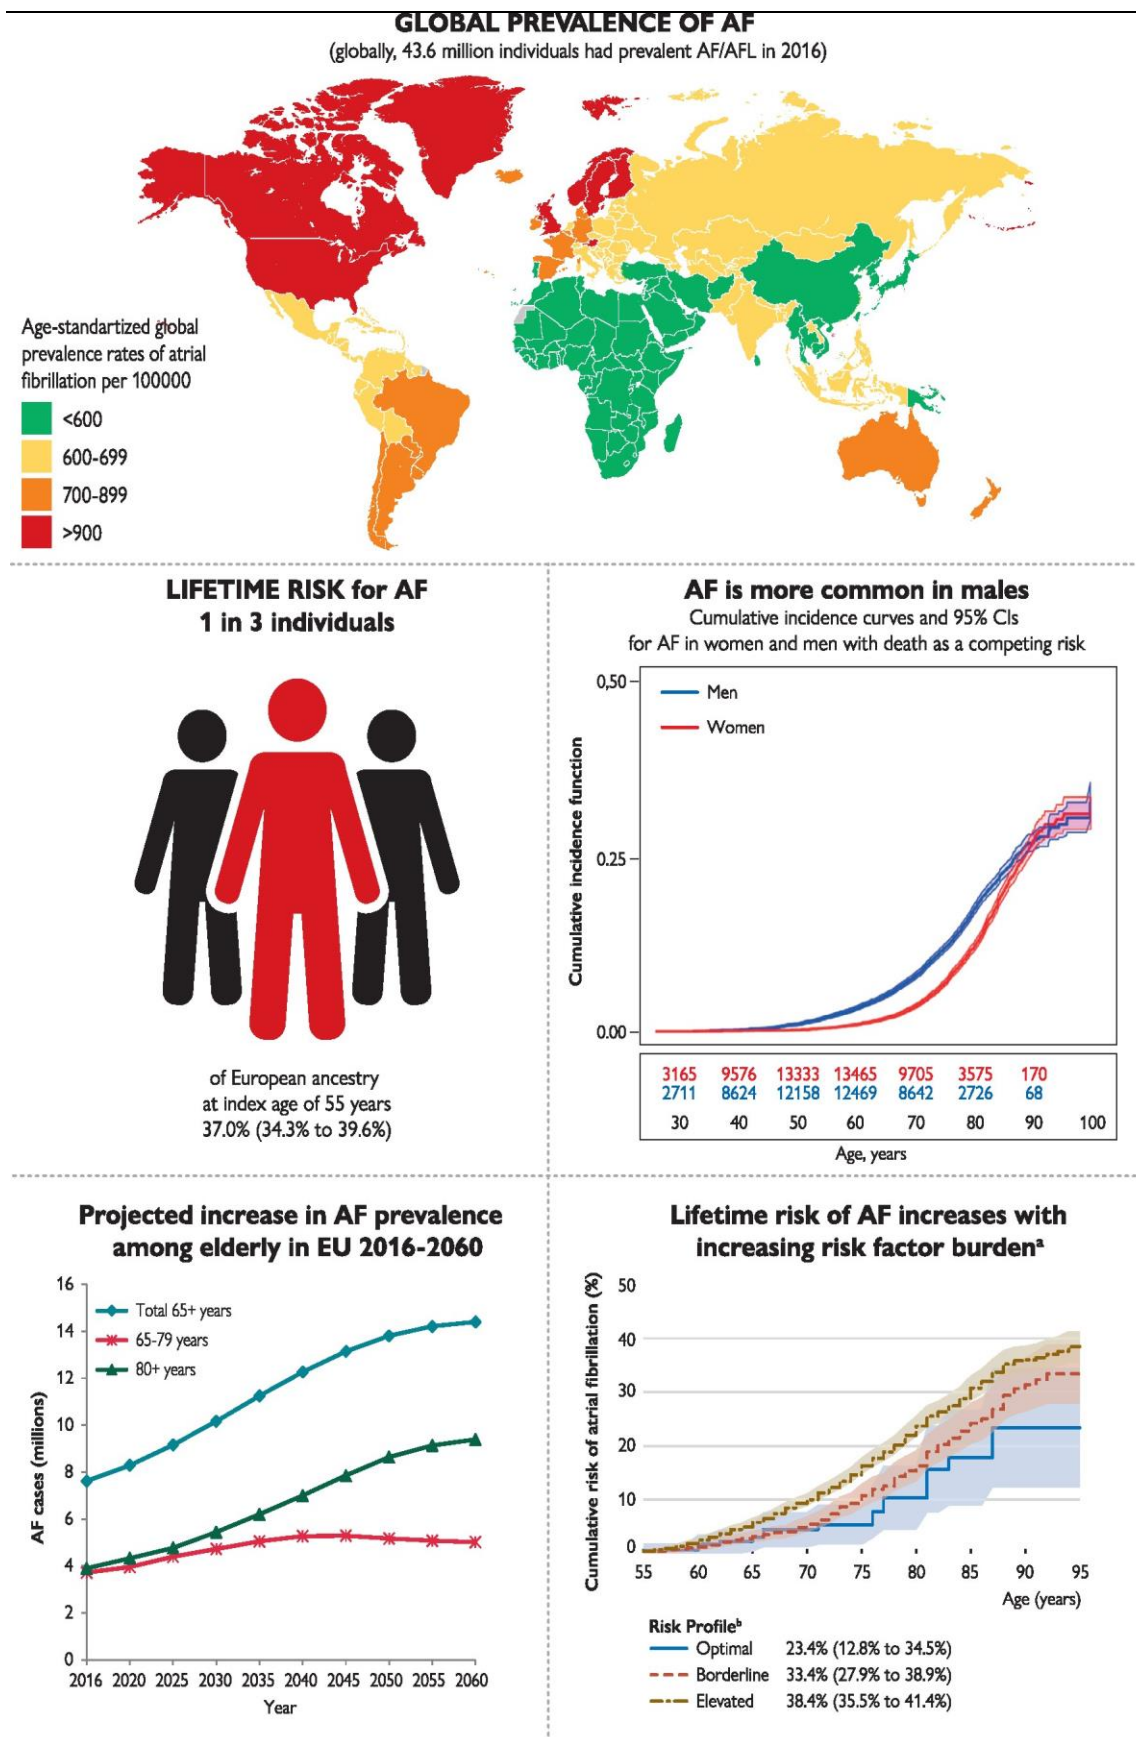 GLOBAL PREVALENCE OF AF
(globally, 43.6 million individuals had prevalent AF/AFL in 2016)
Age-standartized global
prevalence rates of atrial
fibrillation per 100000
<600
600-699
700-899
>900
LIFETIME RISK for AF
1 in 3 individuals
of European ancestry
at index age of 55 years
37.0% (34.3% to 39.6%)
AF is more common in males
Cumulative incidence curves and 95% CIs
for AF in women and men with death as a competing risk
Cumulative incidence function
0,50
0.25
0.00
Men
Women
3165 9576 13333 13465 9705 3575 170
2711 8624 12158 12469 8642 2726 68
30 40 50 60 70 80 90 100
Age, years
Projected increase in AF prevalence
among elderly in EU 2016-2060
AF cases (millions)
16
14
12
10
8
6
4
2
0
Total 65+ years
65-79 years
80+ years
2016 2020 2025 2030 2035 2040 2045 2050 2055 2060
Year
Lifetime risk of AF increases with
increasing risk factor burdenª
Cumulative risk of atrial fibrillation (%)
50
40
30
20
10
0
55 60 65 70 75 80 85 90 95
Age (years)
Risk Profileᵇ
Optimal 23.4% (12.8% to 34.5%)
Borderline 33.4% (27.9% to 38.9%)
Elevated 38.4% (35.5% to 41.4%)